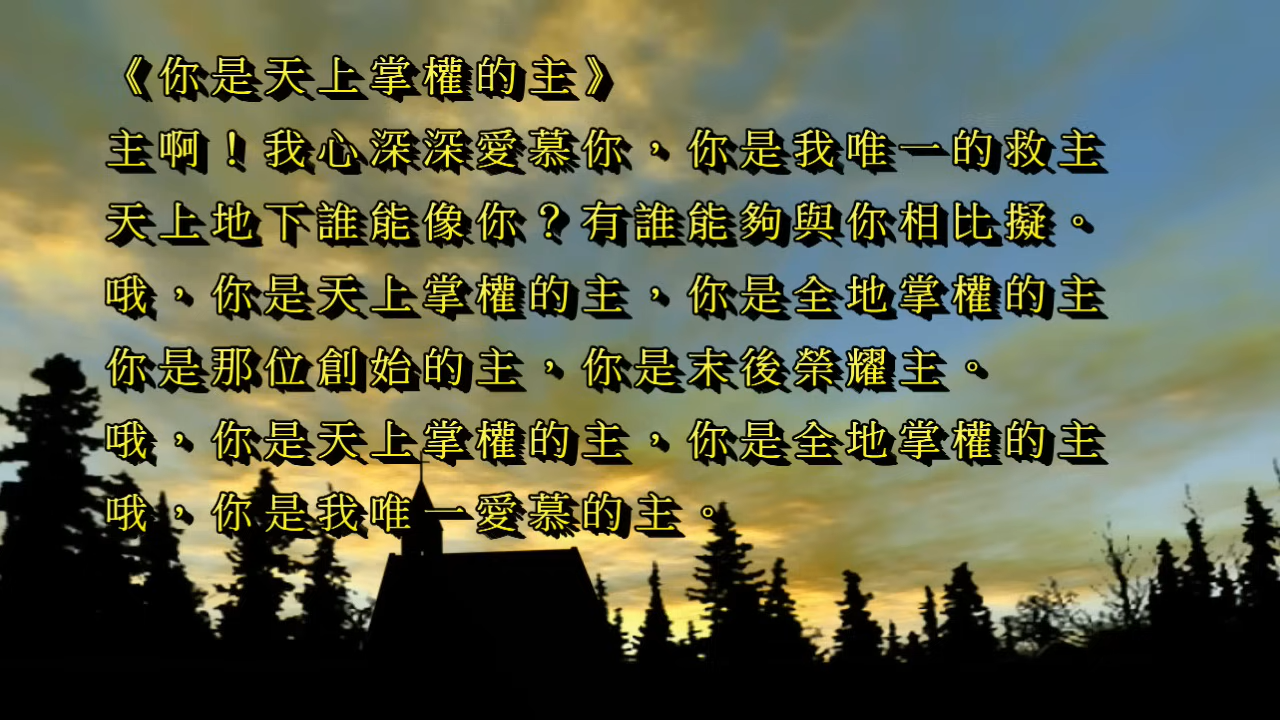 《你是天上掌權的主》
主啊！我心深深愛慕你，你是我唯一的救主
天上地下誰能像你？有誰能夠與你相比擬。
哦，你是天上掌權的主，你是全地掌權的主
你是那位創始的主，你是末後榮耀主。
哦，你是天上掌權的主，你是全地掌權的主
哦，你是我唯一愛慕的主。